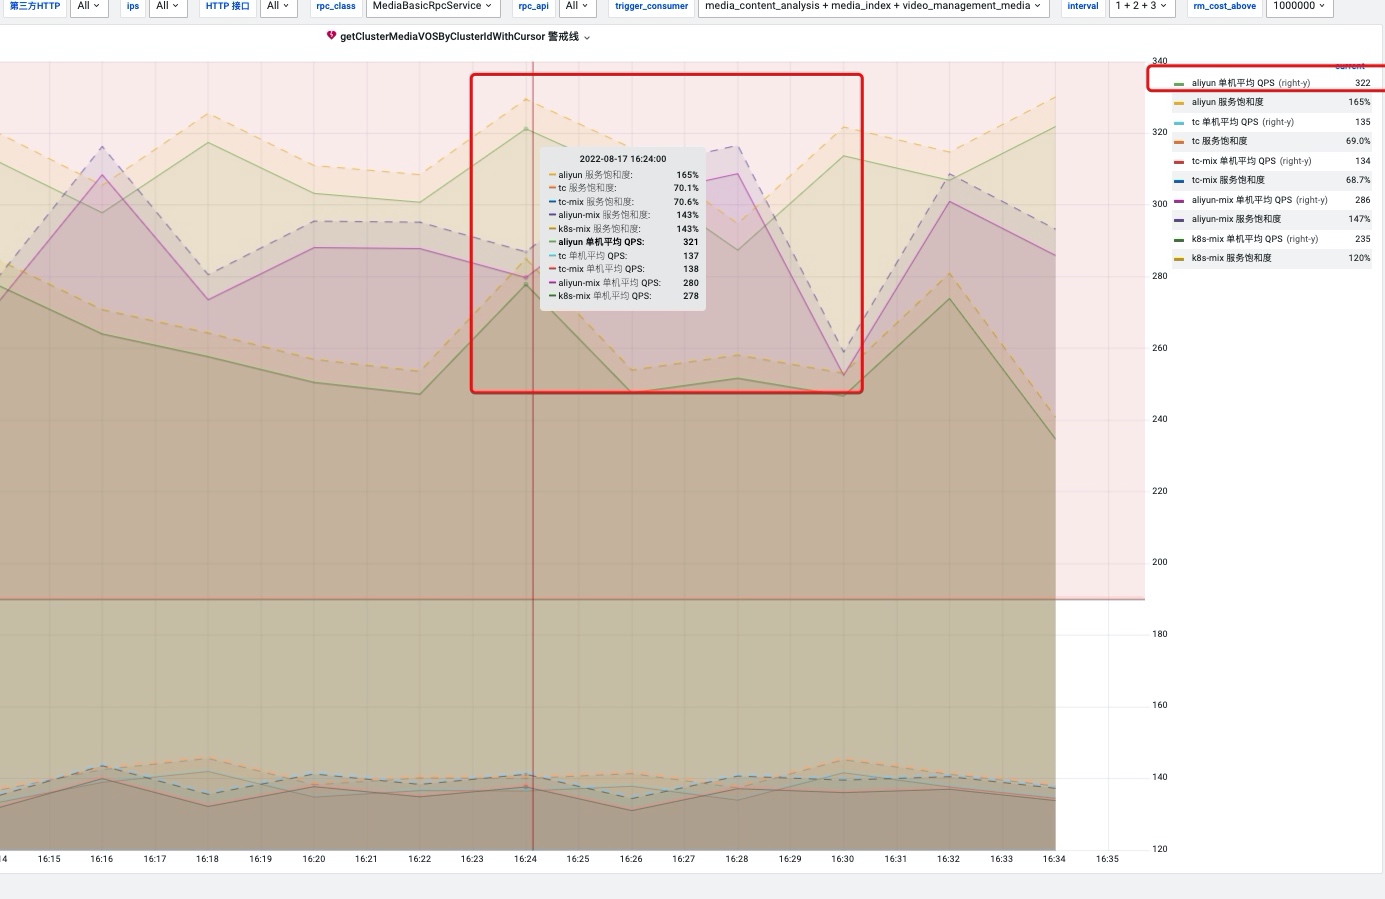 第三方HTTP All ips All HTTP 接口 All rpc_class MediaBasicRpcService rpc_api All trigger_consumer media_content_analysis + media_index + video_management_media interval 1 + 2 + 3 rm_cost_above 1000000
getClusterMediaVOSByClusterIdWithCursor 警戒线
current
aliyun 单机平均 QPS (right-y) 322
aliyun 服务饱和度 165%
tc 单机平均 QPS (right-y) 135
tc 服务饱和度 69.0%
tc-mix 单机平均 QPS (right-y) 134
tc-mix 服务饱和度 68.7%
aliyun-mix 单机平均 QPS (right-y) 286
aliyun-mix 服务饱和度 147%
k8s-mix 单机平均 QPS (right-y) 235
k8s-mix 服务饱和度 120%
2022-08-17 16:24:00
aliyun 服务饱和度: 165%
tc 服务饱和度: 70.1%
tc-mix 服务饱和度: 70.6%
aliyun-mix 服务饱和度: 143%
k8s-mix 服务饱和度: 143%
aliyun 单机平均 QPS: 321
tc 单机平均 QPS: 137
tc-mix 单机平均 QPS: 138
aliyun-mix 单机平均 QPS: 280
k8s-mix 单机平均 QPS: 278
340
320
300
280
260
240
220
200
180
160
140
120
14 16:15 16:16 16:17 16:18 16:19 16:20 16:21 16:22 16:23 16:24 16:25 16:26 16:27 16:28 16:29 16:30 16:31 16:32 16:33 16:34 16:35